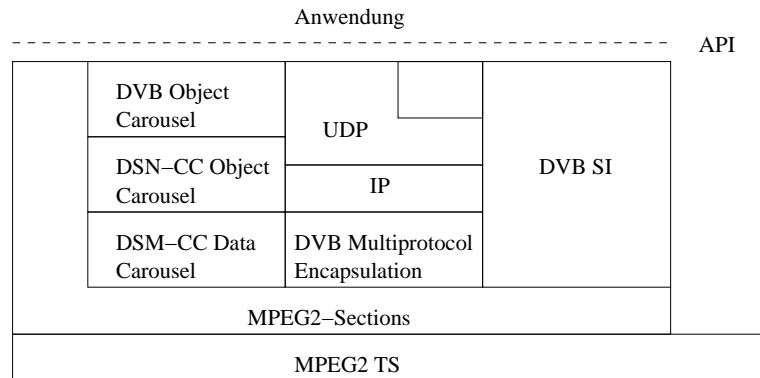 Anwendung
API
DVB Object
Carousel
UDP
DSN−CC Object
Carousel
IP
DVB SI
DSM−CC Data
Carousel
DVB Multiprotocol
Encapsulation
MPEG2−Sections
MPEG2 TS